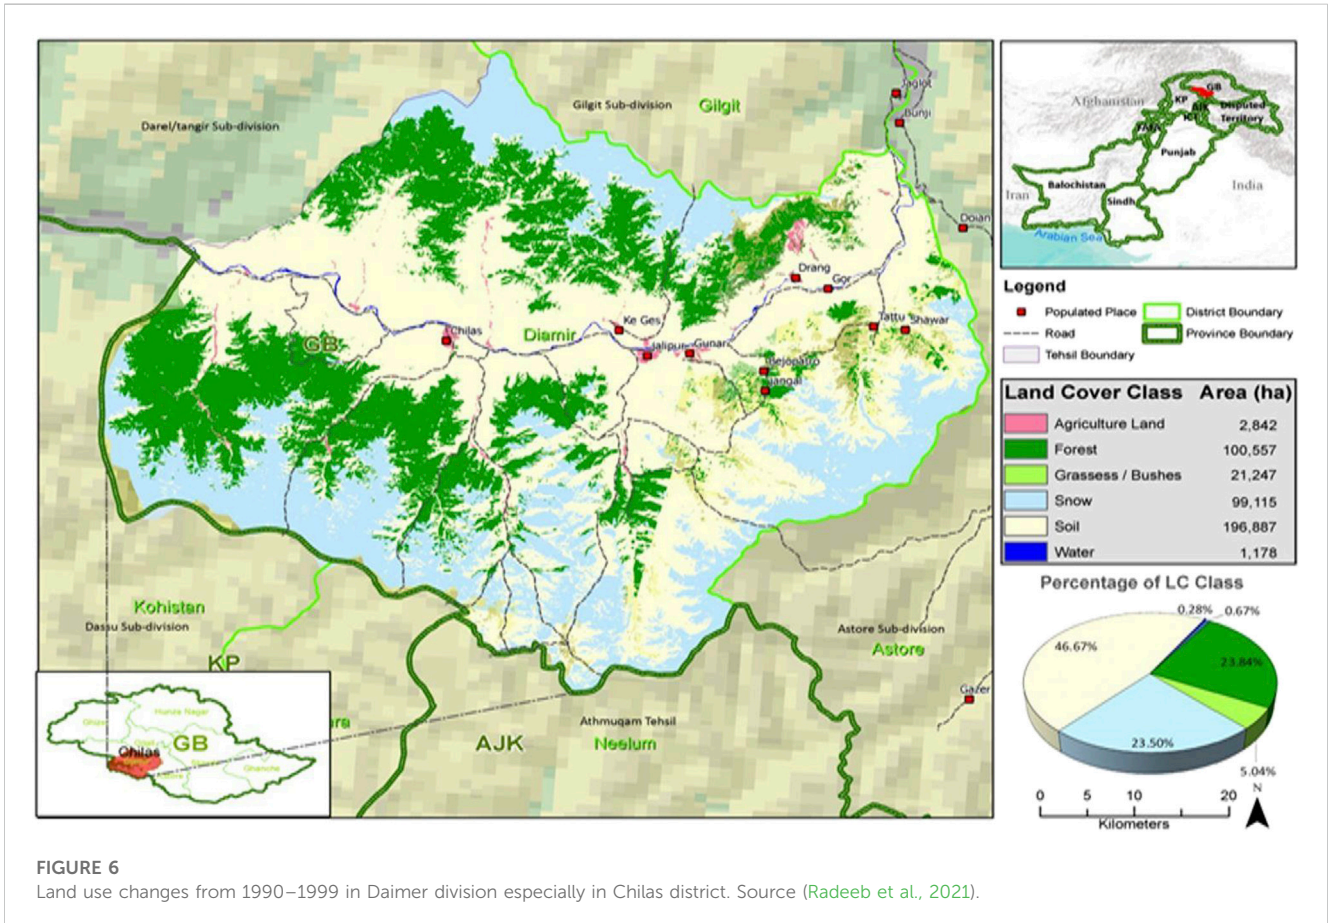 Darel/tangir Sub-division
Gilgit Sub-division
Gilgit
Jaglot
Bunji
Doian
Drang
Gor
Chilas
Diamir
Ke Ges
Jalipur
Gunar
Tattu
Shawar
GB
Jangal
Kohistan
Dassu Sub-division
KP
Astore Sub-division
Astore
Gazer
Athmuqam Tehsil
Neelum
AJK
Hunza Nagar
Chilas
GB
Ghanche
Afghanistan
GB
KP
AJK
Disputed
Territory
FATA
Punjab
Balochistan
Iran
India
Sindh
Arabian Sea
Legend
Populated Place
District Boundary
Road
Province Boundary
Tehsil Boundary
Land Cover Class Area (ha)
Agriculture Land 2,842
Forest 100,557
Grassess / Bushes 21,247
Snow 99,115
Soil 196,887
Water 1,178
Percentage of LC Class
0.28%
0.67%
46.67%
23.84%
23.50%
5.04%
N
0 5 10 20
Kilometers
FIGURE 6
Land use changes from 1990–1999 in Daimer division especially in Chilas district. Source (Radeeb et al., 2021).